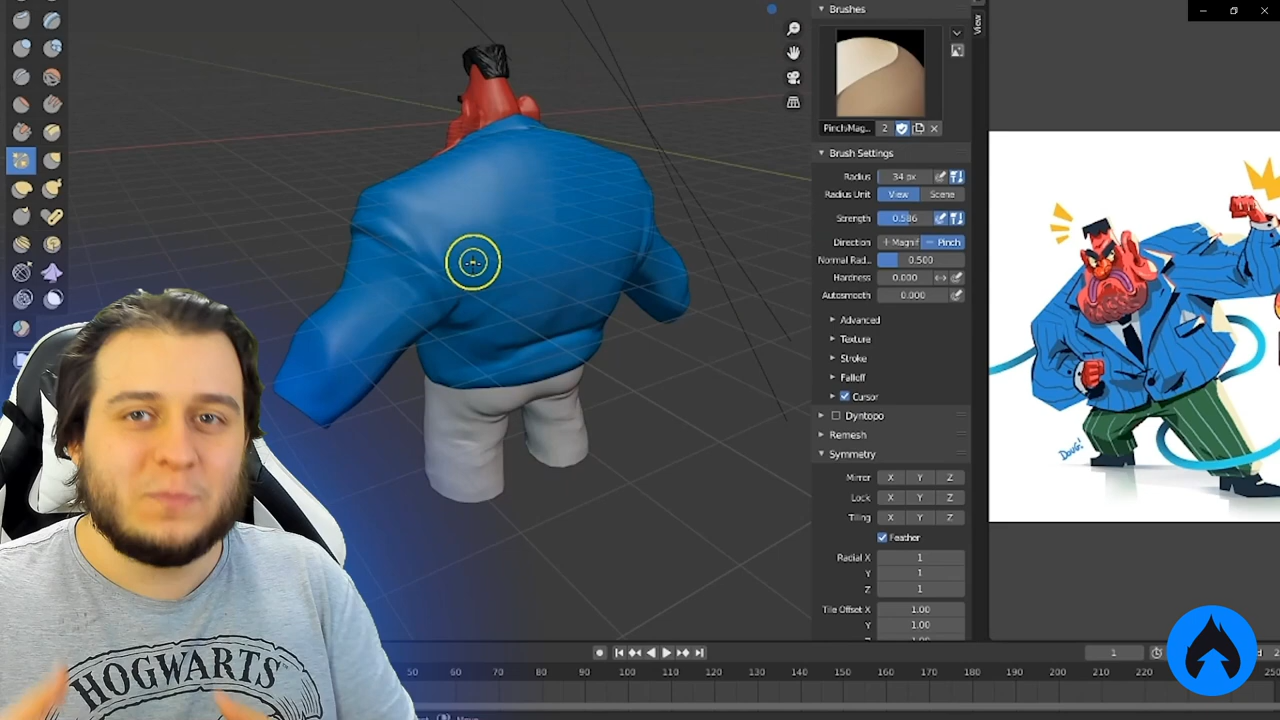 Brushes
View
PinchMag... 2
Brush Settings
Radius 34 px
Radius Unit View Scene
Strength 0.586
Direction + Magnif − Pinch
Normal Rad... 0.500
Hardness 0.000
Autosmooth 0.000
Advanced
Texture
Stroke
Falloff
Cursor
Dyntopo
Remesh
Symmetry
Mirror X Y Z
Lock X Y Z
Tiling X Y Z
Feather
Radial X 1
Y 1
Z 1
Tile Offset X 1.00
Y 1.00
DOUG!
HOGWARTS
1
50 60 70 80 90 100 110 120 130 140 150 160 170 180 190 200 210 220